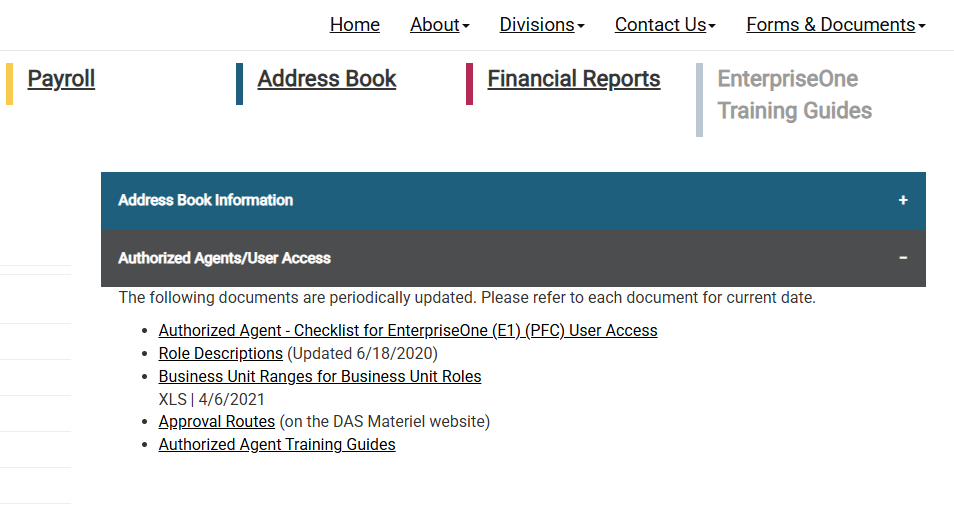 Home About Divisions Contact Us Forms & Documents
Payroll Address Book Financial Reports EnterpriseOne
Training Guides
Address Book Information +
Authorized Agents/User Access −
The following documents are periodically updated. Please refer to each document for current date.
• Authorized Agent - Checklist for EnterpriseOne (E1) (PFC) User Access
• Role Descriptions (Updated 6/18/2020)
• Business Unit Ranges for Business Unit Roles
XLS | 4/6/2021
• Approval Routes (on the DAS Materiel website)
• Authorized Agent Training Guides